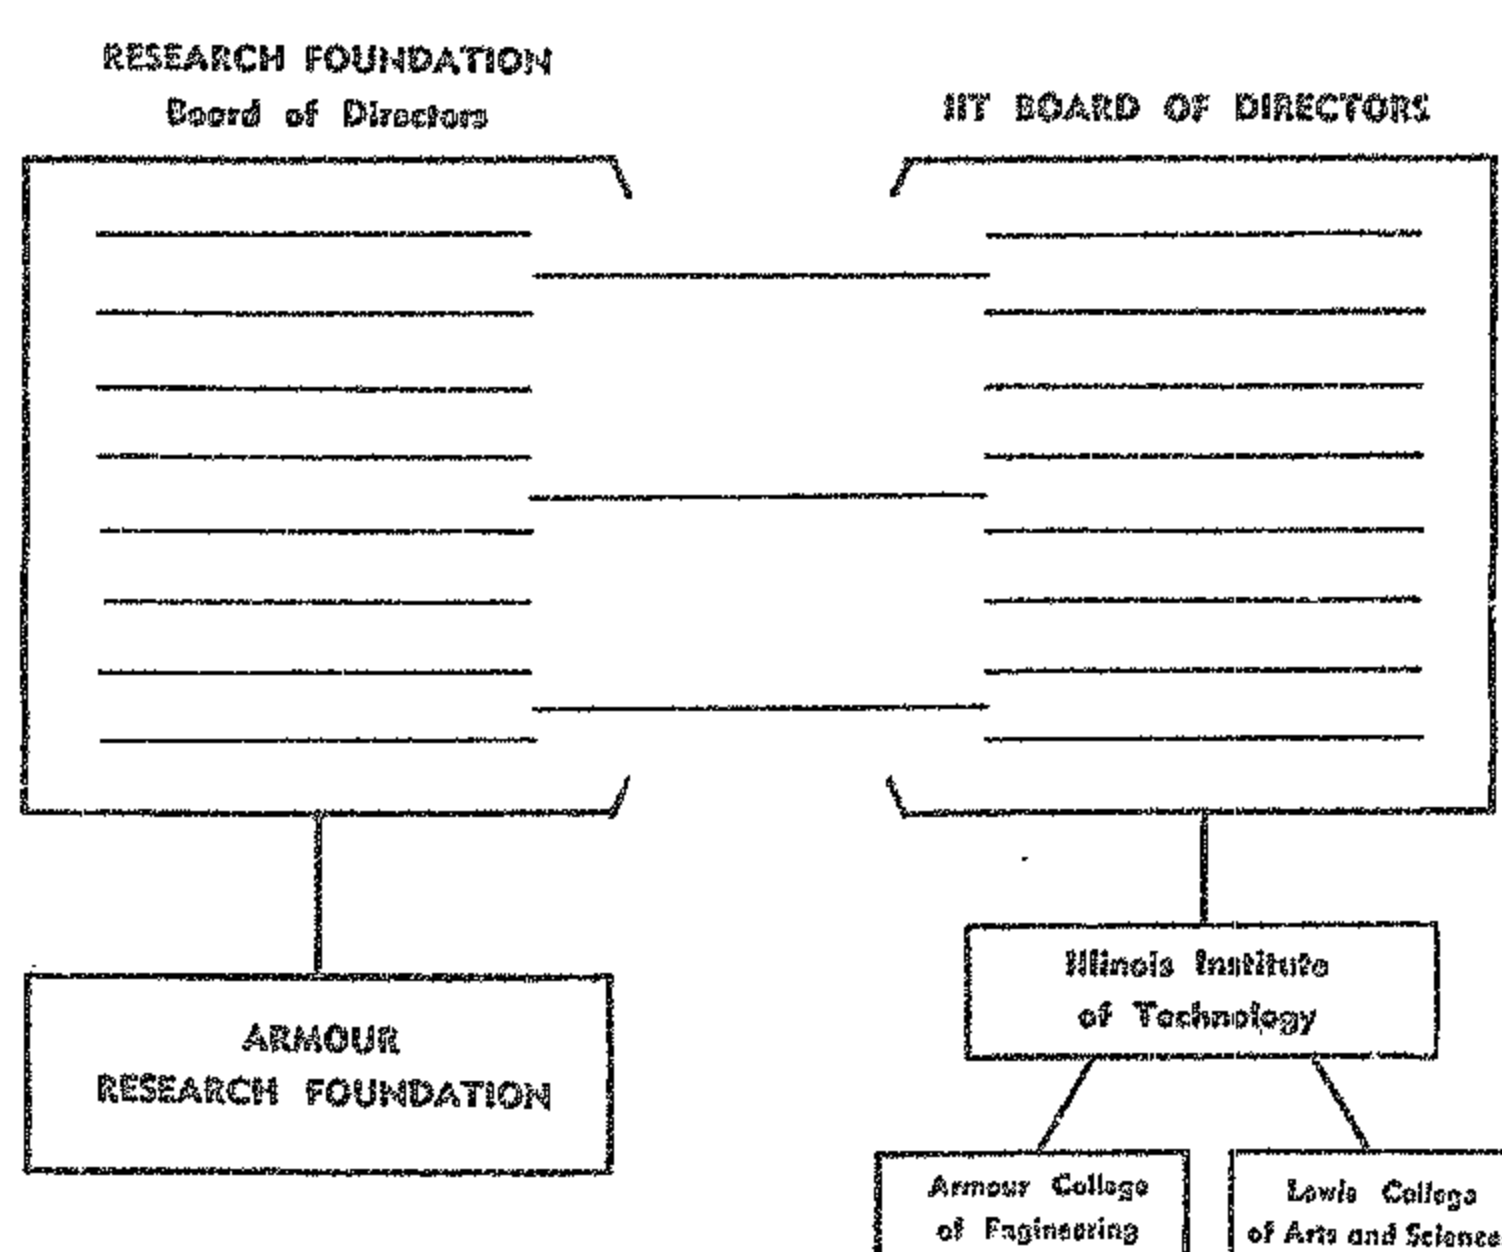 RESEARCH FOUNDATION
Board of Directors
IIT BOARD OF DIRECTORS
ARMOUR
RESEARCH FOUNDATION
Illinois Institute
of Technology
Armour College
of Engineering
Lewis College
of Arts and Science